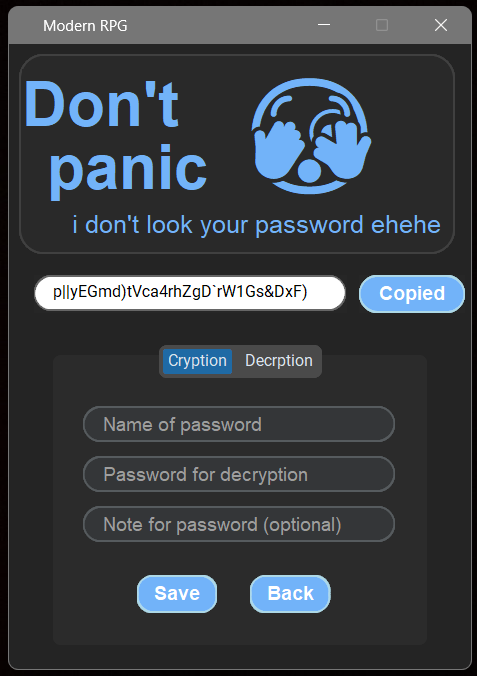 Modern RPG
Don't
panic
i don't look your password ehehe
p||yEGmd)tVca4rhZgD`rW1Gs&DxF)
Copied
Cryption Decrption
Name of password
Password for decryption
Note for password (optional)
Save Back